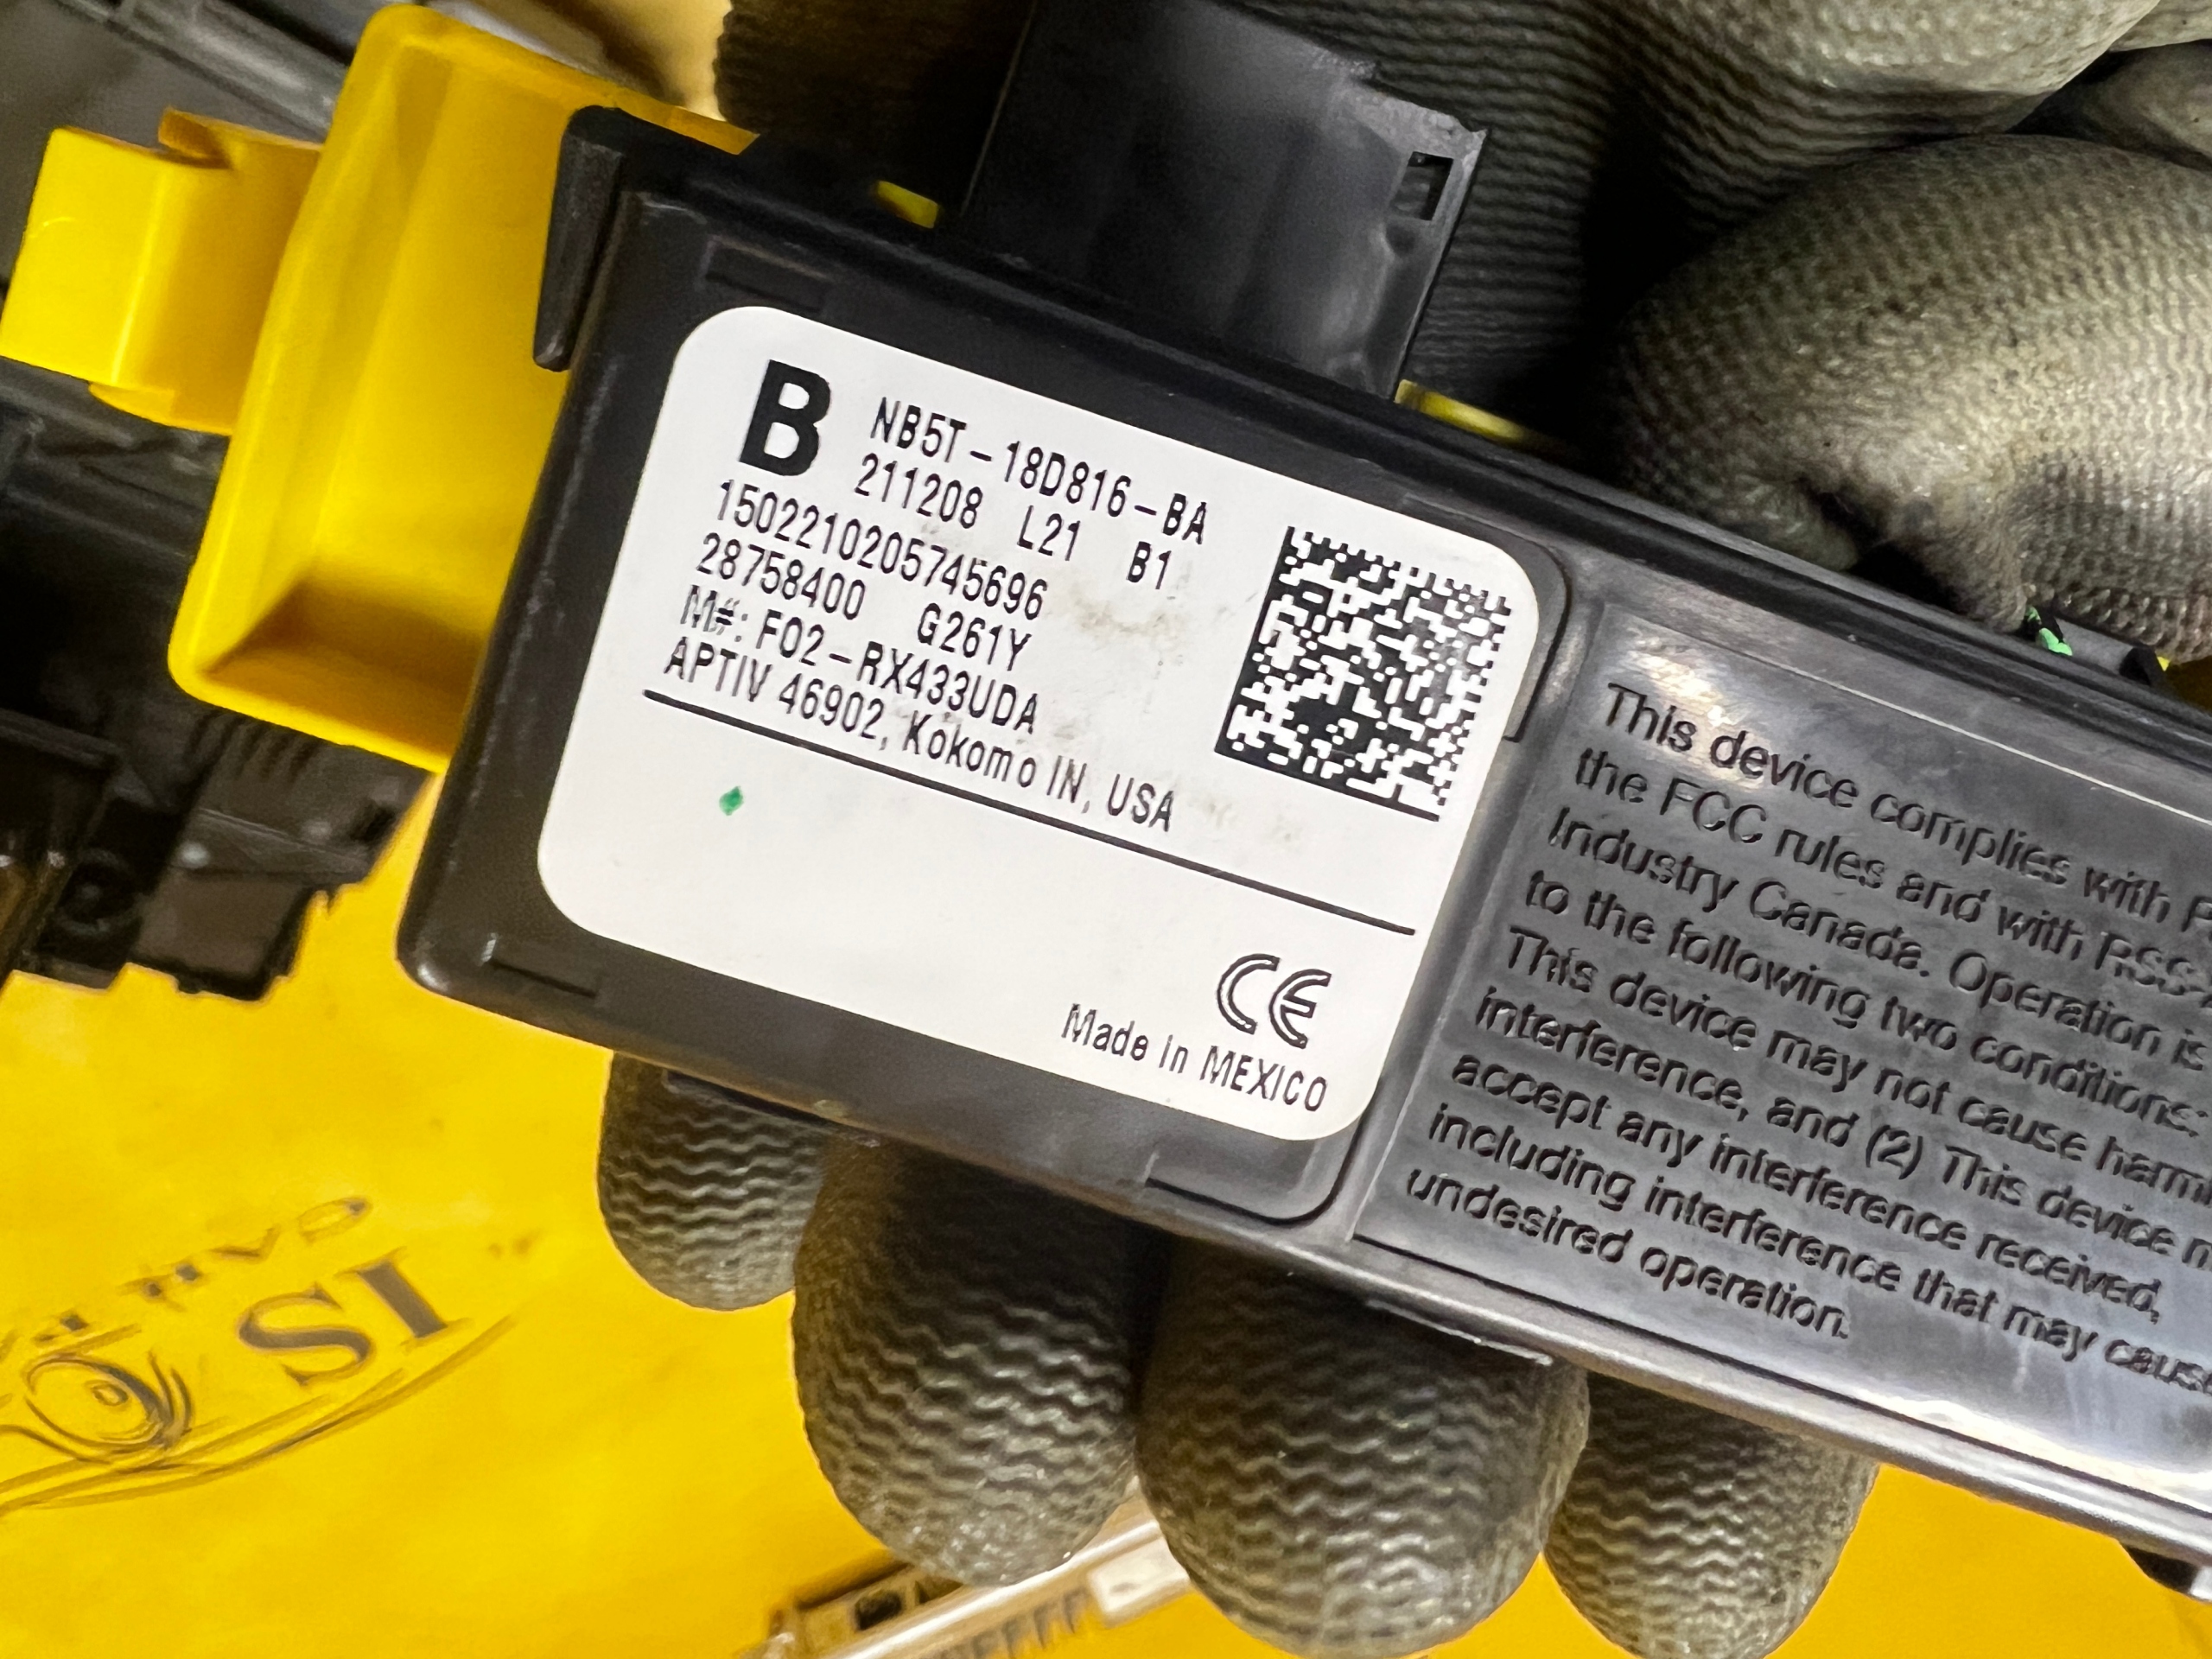 B
NB5T-18D816-BA
211208 L21 B1
1502210205745696
28758400 G261Y
M#: F02-RX433UDA
APTIV 46902, Kokomo IN, USA
CE
Made in MEXICO
This device complies with
the FCC rules and with
Industry Canada. Operation is
to the following two conditions:
This device may not cause
interference, and (2) This device
accept any interference received,
including interference that may cause
undesired operation.
SI